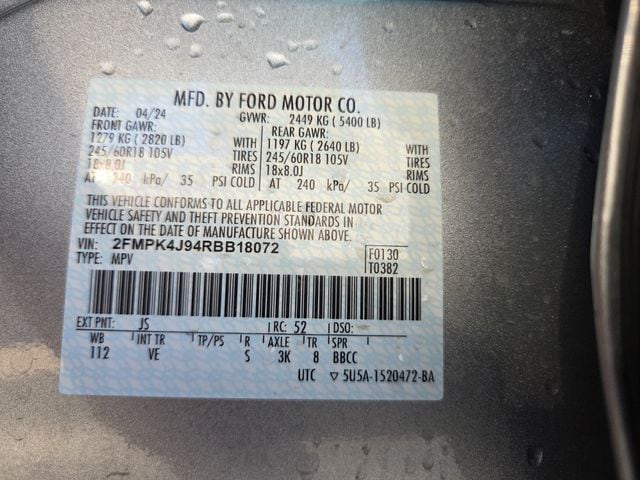 MFD. BY FORD MOTOR CO.
DATE: 04/24 GVWR: 2449 KG ( 5400 LB)
FRONT GAWR: REAR GAWR:
1279 KG ( 2820 LB) 1197 KG ( 2640 LB)
245/60R18 105V TIRES 245/60R18 105V TIRES
18x8.0J RIMS 18x8.0J RIMS
AT 240 kPa/ 35 PSI COLD AT 240 kPa/ 35 PSI COLD
THIS VEHICLE CONFORMS TO ALL APPLICABLE FEDERAL MOTOR
VEHICLE SAFETY AND THEFT PREVENTION STANDARDS IN
EFFECT ON THE DATE OF MANUFACTURE SHOWN ABOVE.
VIN: 2FMPK4J94RBB18072 F0130
TYPE: MPV T0382
EXT PNT: JS RC: 52 DSO:
WB INT TR TP/PS R AXLE TR SPR
112 VE S 3K 8 BBCC
UTC ▽ 5U5A-1520472-BA